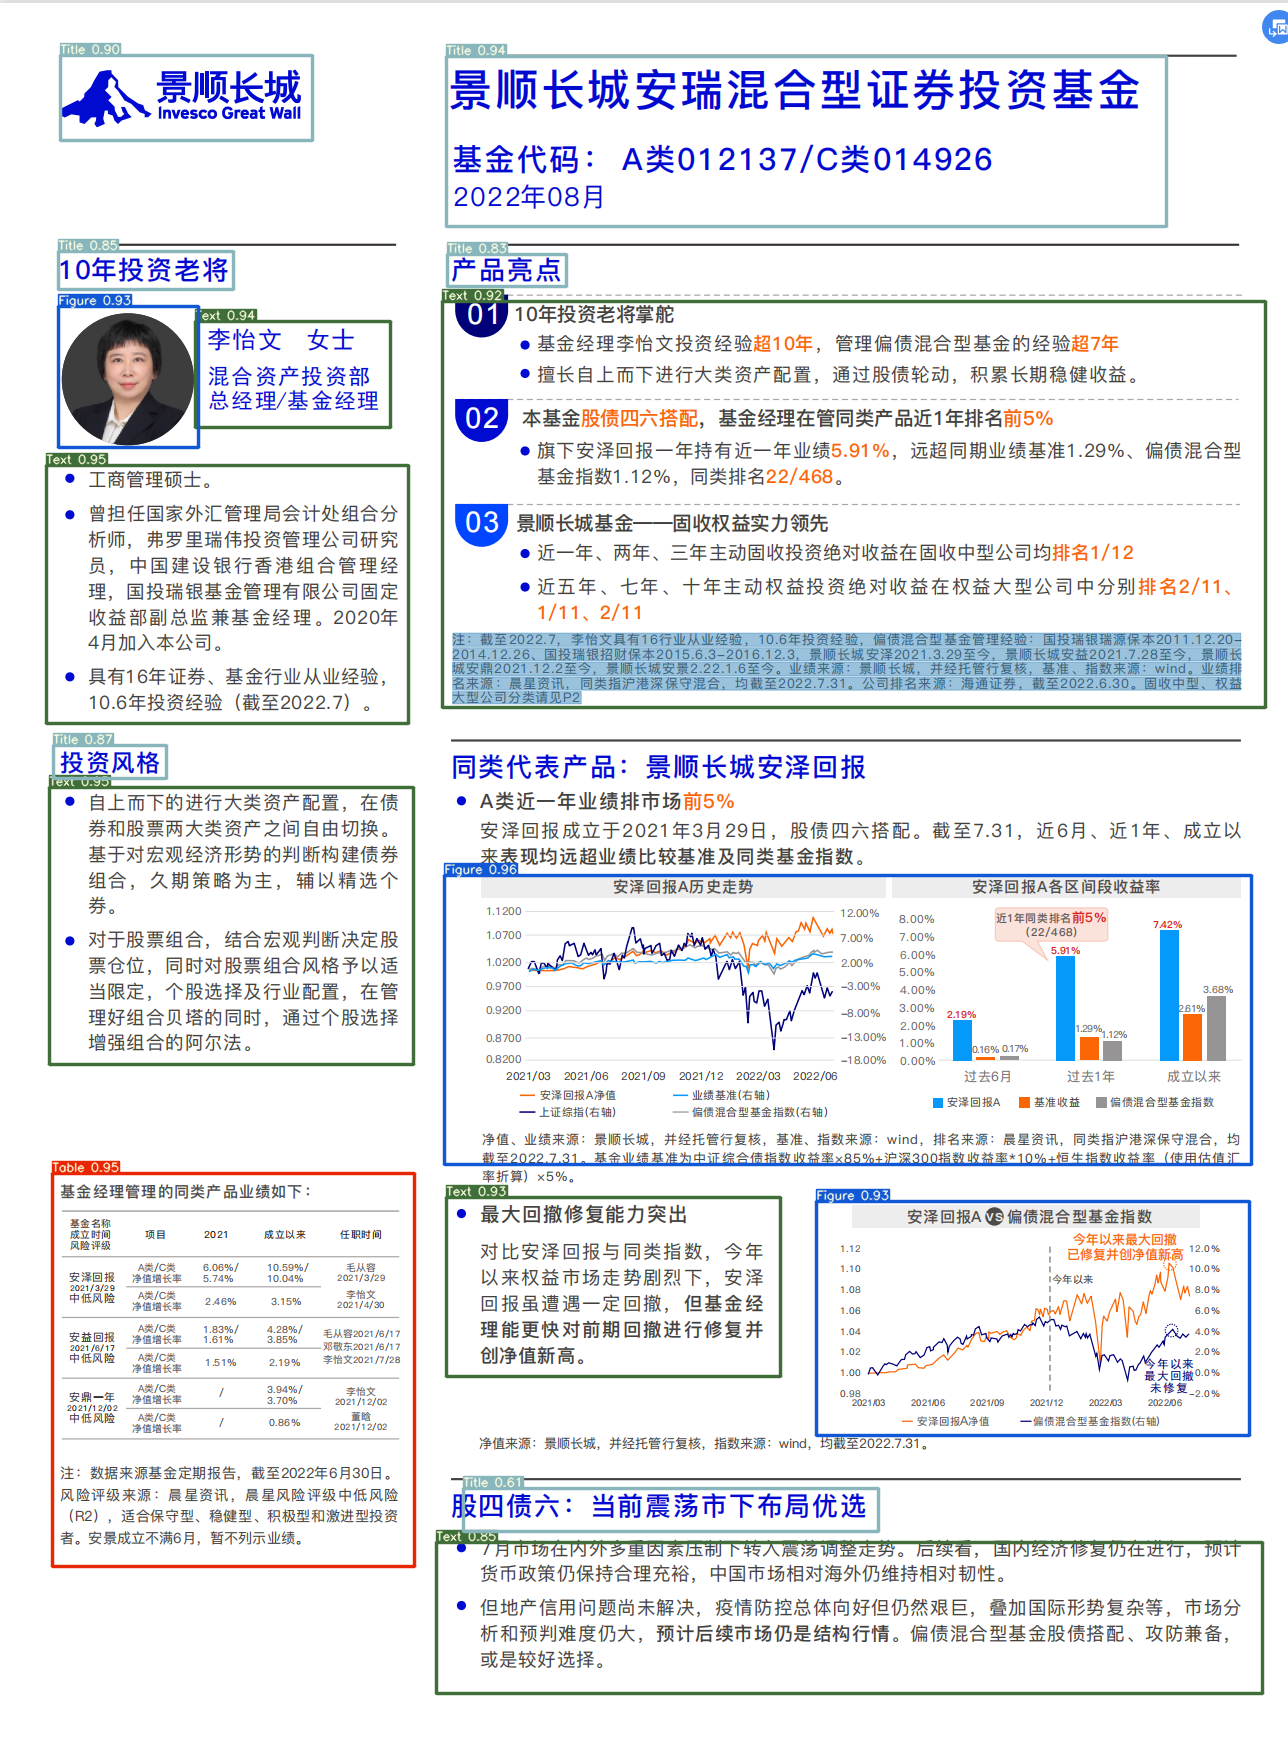 Title 0.90
景顺长城
Invesco Great Wall
Title 0.94
景顺长城安瑞混合型证券投资基金
基金代码： A类012137/C类014926
2022年08月
Title 0.85
10年投资老将
Figure 0.93
Text 0.94
李怡文 女士
混合资产投资部
总经理/基金经理
Text 0.95
工商管理硕士。
曾担任国家外汇管理局会计处组合分
析师，弗罗里瑞伟投资管理公司研究
员，中国建设银行香港组合管理经
理，国投瑞银基金管理有限公司固定
收益部副总监兼基金经理。2020年
4月加入本公司。
具有16年证券、基金行业从业经验，
10.6年投资经验（截至2022.7）。
Title 0.87
投资风格
Text 0.95
自上而下的进行大类资产配置，在债
券和股票两大类资产之间自由切换。
基于对宏观经济形势的判断构建债券
组合，久期策略为主，辅以精选个
券。
对于股票组合，结合宏观判断决定股
票仓位，同时对股票组合风格予以适
当限定，个股选择及行业配置，在管
理好组合贝塔的同时，通过个股选择
增强组合的阿尔法。
Table 0.95
基金经理管理的同类产品业绩如下：
基金名称
成立时间
风险评级
项目 2021 成立以来 任职时间
安泽回报
2021/3/29
中低风险
A类/C类
净值增长率
6.06%/
5.74%
10.59%/
10.04%
毛从容
2021/3/29
A类/C类
净值增长率
2.46% 3.15%
李怡文
2021/4/30
安益回报
2021/6/17
中低风险
A类/C类
净值增长率
1.83%/
1.61%
4.28%/
3.85%
毛从容2021/6/17
邓敬东2021/6/17
李怡文2021/7/28
A类/C类
净值增长率
1.51% 2.19%
安鼎一年
2021/12/02
中低风险
A类/C类
净值增长率
/
3.94%/
3.70%
李怡文
2021/12/02
A类/C类
净值增长率
/ 0.86%
董晗
2021/12/02
注：数据来源基金定期报告，截至2022年6月30日。
风险评级来源：晨星资讯，晨星风险评级中低风险
（R2），适合保守型、稳健型、积极型和激进型投资
者。安景成立不满6月，暂不列示业绩。
Title 0.83
产品亮点
Text 0.92
01 10年投资老将掌舵
基金经理李怡文投资经验超10年，管理偏债混合型基金的经验超7年
擅长自上而下进行大类资产配置，通过股债轮动，积累长期稳健收益。
02 本基金股债四六搭配，基金经理在管同类产品近1年排名前5%
旗下安泽回报一年持有近一年业绩5.91%，远超同期业绩基准1.29%、偏债混合型
基金指数1.12%，同类排名22/468。
03 景顺长城基金——固收权益实力领先
近一年、两年、三年主动固收投资绝对收益在固收中型公司均排名1/12
近五年、七年、十年主动权益投资绝对收益在权益大型公司中分别排名2/11、
1/11、2/11
注：截至2022.7，李怡文具有16行业从业经验，10.6年投资经验，偏债混合型基金管理经验：国投瑞银瑞源保本2011.12.20-
2014.12.26、国投瑞银招财保本2015.6.3-2016.12.3，景顺长城安泽2021.3.29至今，景顺长城安益2021.7.28至今，景顺长
城安鼎2021.12.2至今，景顺长城安景2.22.1.6至今。业绩来源：景顺长城，并经托管行复核，基准、指数来源：wind。业绩排
名来源：晨星资讯，同类指沪港深保守混合，均截至2022.7.31。公司排名来源：海通证券，截至2022.6.30。固收中型、权益
大型公司分类请见P2
同类代表产品：景顺长城安泽回报
A类近一年业绩排市场前5%
安泽回报成立于2021年3月29日，股债四六搭配。截至7.31，近6月、近1年、成立以
来表现均远超业绩比较基准及同类基金指数。
Figure 0.96
安泽回报A历史走势
1.1200
1.0700
1.0200
0.9700
0.9200
0.8700
0.8200
12.00%
7.00%
2.00%
-3.00%
-8.00%
-13.00%
-18.00%
2021/03 2021/06 2021/09 2021/12 2022/03 2022/06
安泽回报A净值 业绩基准(右轴)
上证综指(右轴) 偏债混合型基金指数(右轴)
安泽回报A各区间段收益率
8.00%
7.00%
6.00%
5.00%
4.00%
3.00%
2.00%
1.00%
0.00%
近1年同类排名前5%
(22/468)
2.19% 0.16% 0.17%
5.91% 1.29% 1.12%
7.42% 2.61% 3.68%
过去6月 过去1年 成立以来
安泽回报A 基准收益 偏债混合型基金指数
净值、业绩来源：景顺长城，并经托管行复核，基准、指数来源：wind，排名来源：晨星资讯，同类指沪港深保守混合，均
截至2022.7.31。基金业绩基准为中证综合债指数收益率×85%+沪深300指数收益率*10%+恒生指数收益率（使用估值汇
率折算）×5%。
Text 0.93
最大回撤修复能力突出
对比安泽回报与同类指数，今年
以来权益市场走势剧烈下，安泽
回报虽遭遇一定回撤，但基金经
理能更快对前期回撤进行修复并
创净值新高。
Figure 0.93
安泽回报A VS 偏债混合型基金指数
今年以来最大回撤
已修复并创净值新高
今年以来
1.12
1.10
1.08
1.06
1.04
1.02
1.00
0.98
12.0%
10.0%
8.0%
6.0%
4.0%
2.0%
0.0%
-2.0%
今年以来
最大回撤
未修复
2021/03 2021/06 2021/09 2021/12 2022/03 2022/06
安泽回报A净值 偏债混合型基金指数(右轴)
净值来源：景顺长城，并经托管行复核，指数来源：wind，均截至2022.7.31。
Title 0.61
股四债六：当前震荡市下布局优选
Text 0.85
7月市场在内外多重因素压制下转入震荡调整走势。后续看，国内经济修复仍在进行，预计
货币政策仍保持合理充裕，中国市场相对海外仍维持相对韧性。
但地产信用问题尚未解决，疫情防控总体向好但仍然艰巨，叠加国际形势复杂等，市场分
析和预判难度仍大，预计后续市场仍是结构行情。偏债混合型基金股债搭配、攻防兼备，
或是较好选择。